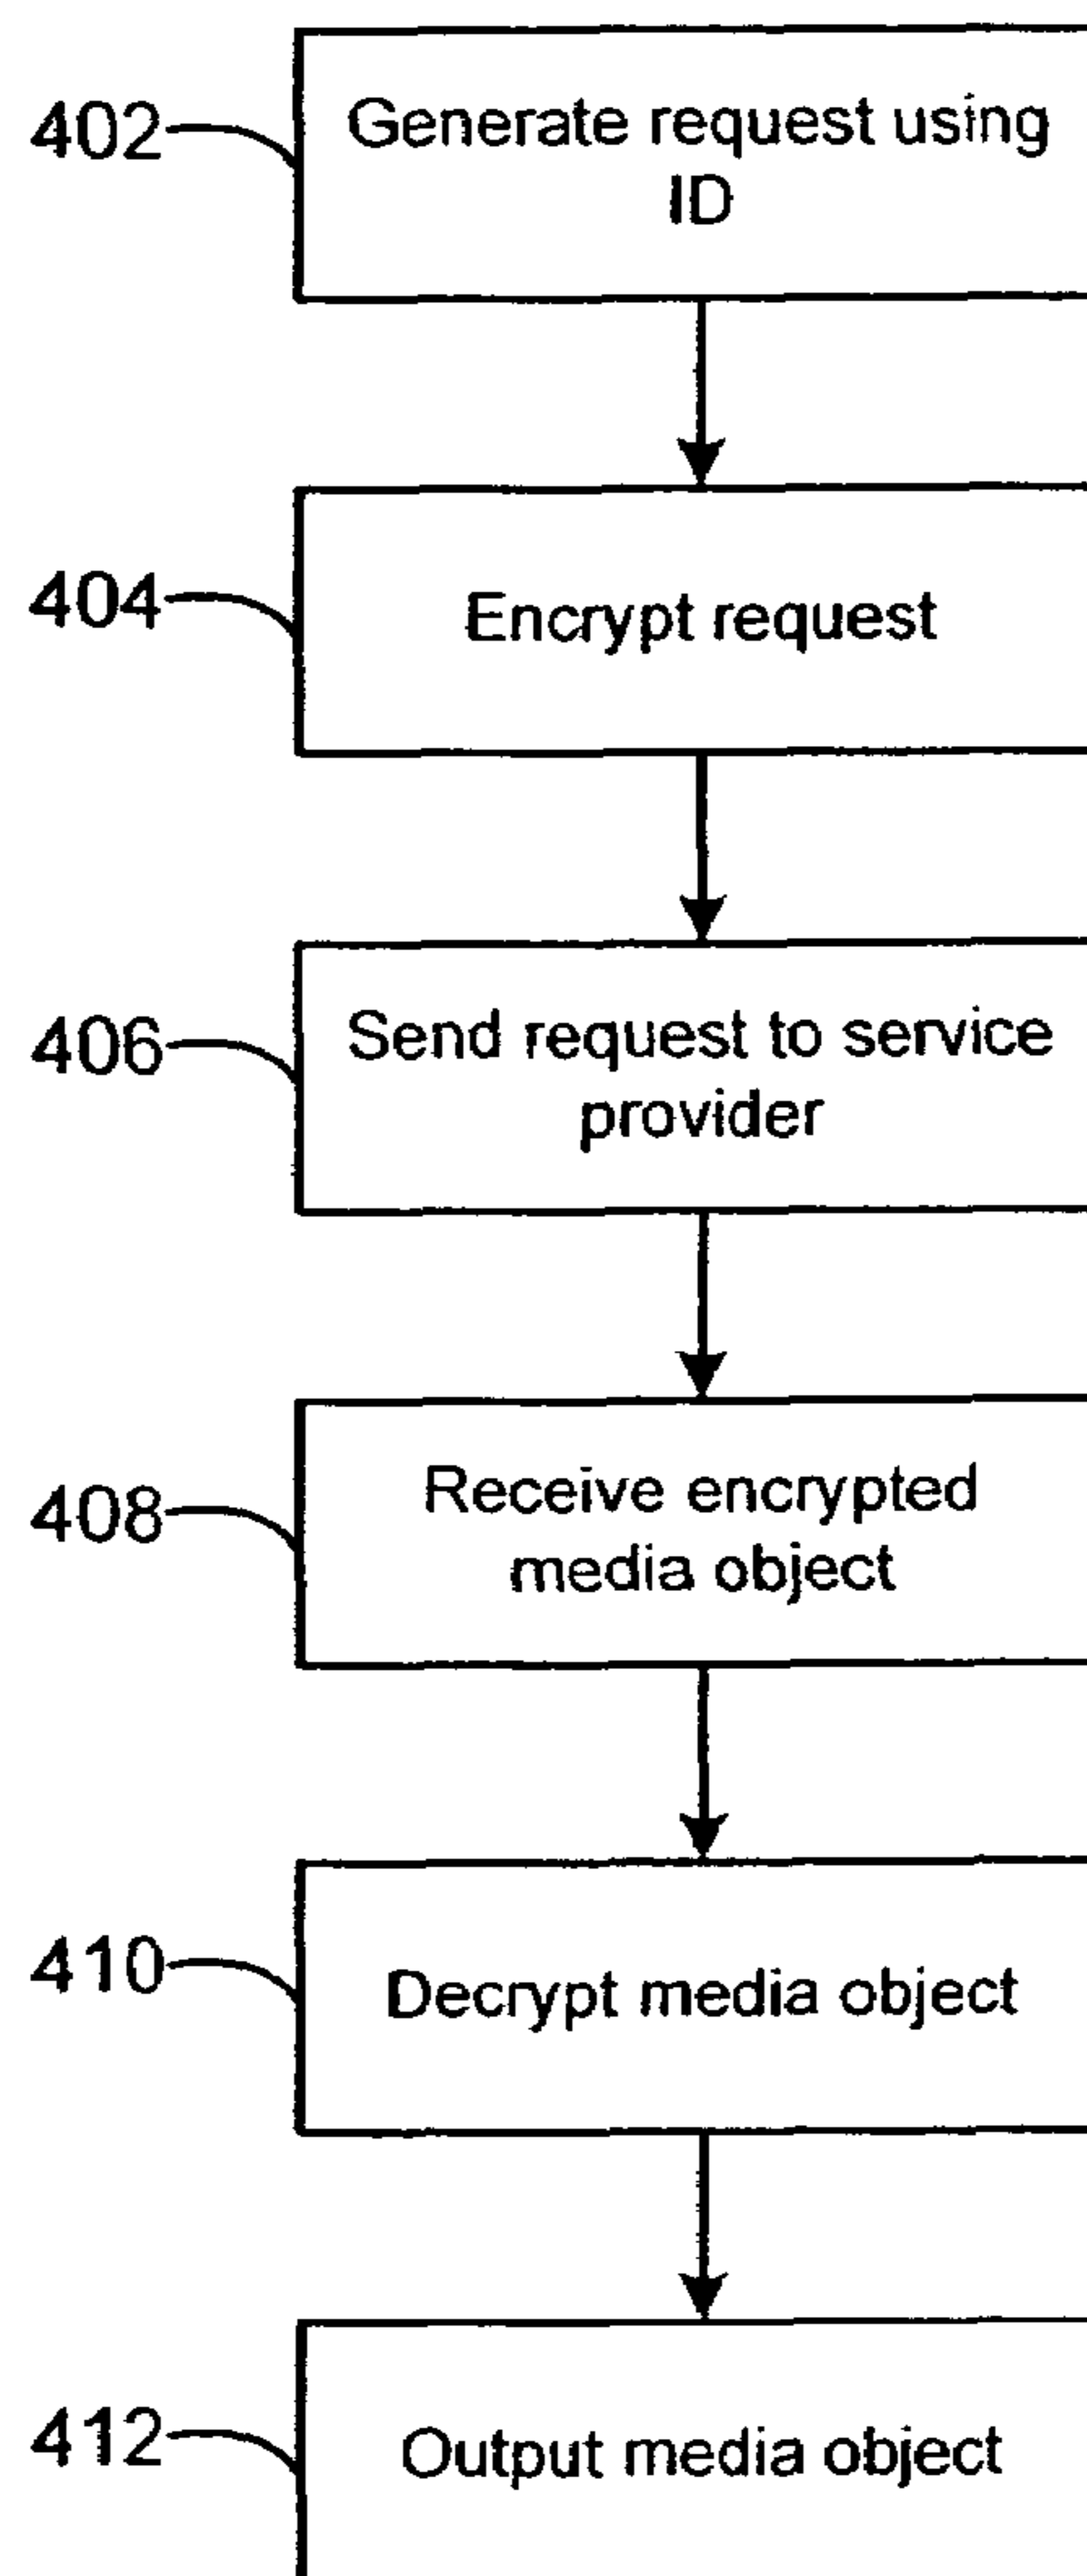 402
Generate request using
ID
404
Encrypt request
406
Send request to service
provider
408
Receive encrypted
media object
410
Decrypt media object
412
Output media object